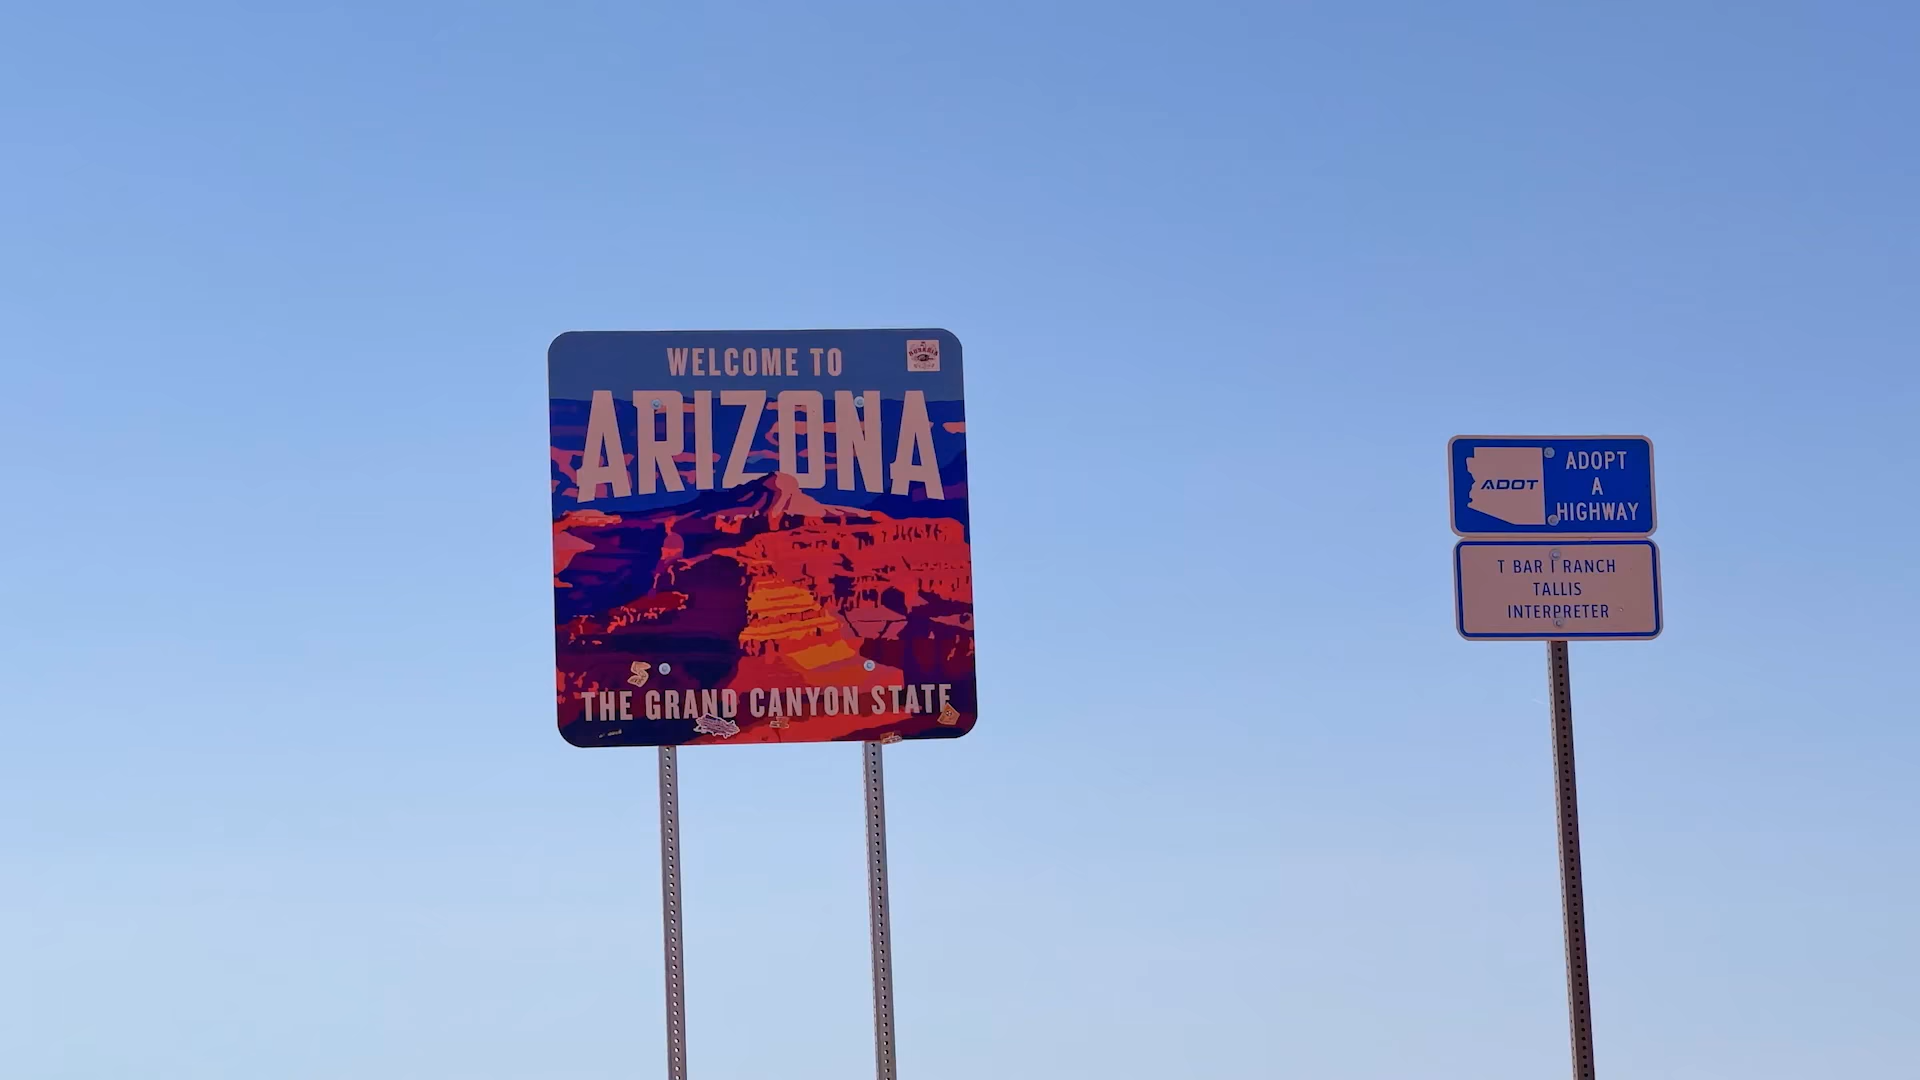 WELCOME TO
ARIZONA
THE GRAND CANYON STATE
ADOT
ADOPT
A
HIGHWAY
T BAR T RANCH
TALLIS
INTERPRETER